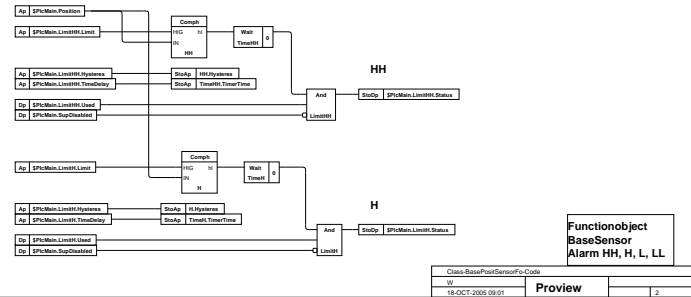 Ap $PlcMain.Position
Comph
Ap $PlcMain.LimitHH.Limit
HIG hl
IN
HH
Wait
TimeHH
0
HH
Ap $PlcMain.LimitHH.Hysteres
StoAp HH.Hysteres
Ap $PlcMain.LimitHH.TimeDelay
StoAp TimeHH.TimerTime
And
LimitHH
StoDp $PlcMain.LimitHH.Status
Dp $PlcMain.LimitHH.Used
Dp $PlcMain.SupDisabled
Comph
Ap $PlcMain.LimitH.Limit
HIG hl
IN
H
Wait
TimeH
0
H
Ap $PlcMain.LimitH.Hysteres
StoAp H.Hysteres
Ap $PlcMain.LimitH.TimeDelay
StoAp TimeH.TimerTime
And
LimitH
StoDp $PlcMain.LimitH.Status
Dp $PlcMain.LimitH.Used
Dp $PlcMain.SupDisabled
Functionobject
BaseSensor
Alarm HH, H, L, LL
Class-BasePositSensorFo-Code
W
18-OCT-2005 09:01
Proview
2